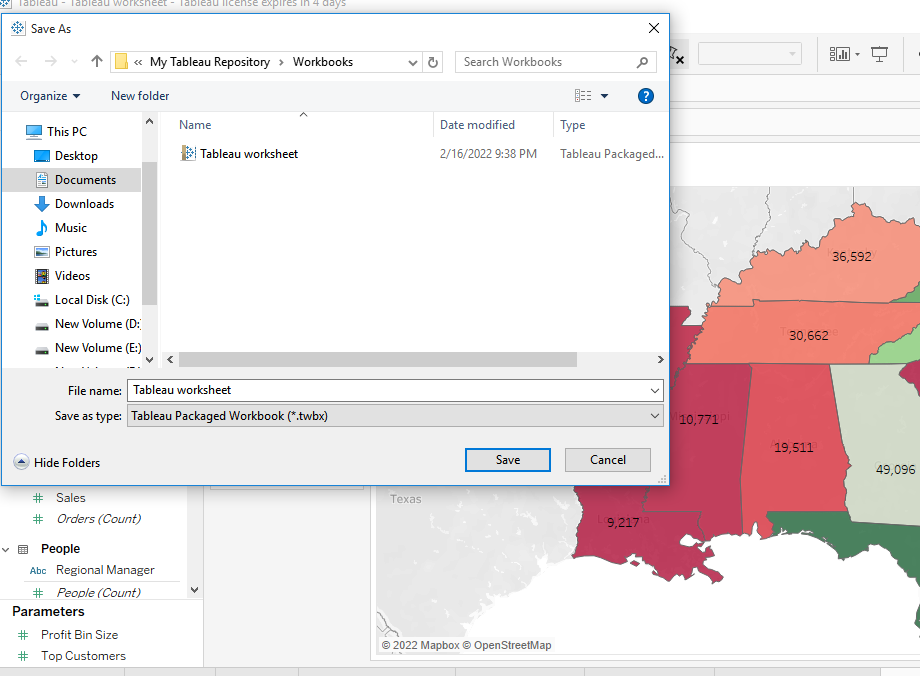 Tableau - Tableau worksheet - Tableau license expires in 4 days
Save As
« My Tableau Repository › Workbooks
Search Workbooks
Organize
New folder
Name
Date modified
Type
This PC
Desktop
Documents
Downloads
Music
Pictures
Videos
Local Disk (C:)
New Volume (D:
New Volume (E:)
Tableau worksheet
2/16/2022 9:38 PM
Tableau Packaged...
File name: Tableau worksheet
Save as type: Tableau Packaged Workbook (*.twbx)
Hide Folders
Save
Cancel
# Sales
# Orders (Count)
People
Abc Regional Manager
# People (Count)
Parameters
# Profit Bin Size
# Top Customers
36,592
30,662
10,771
19,511
49,096
9,217
Texas
© 2022 Mapbox © OpenStreetMap